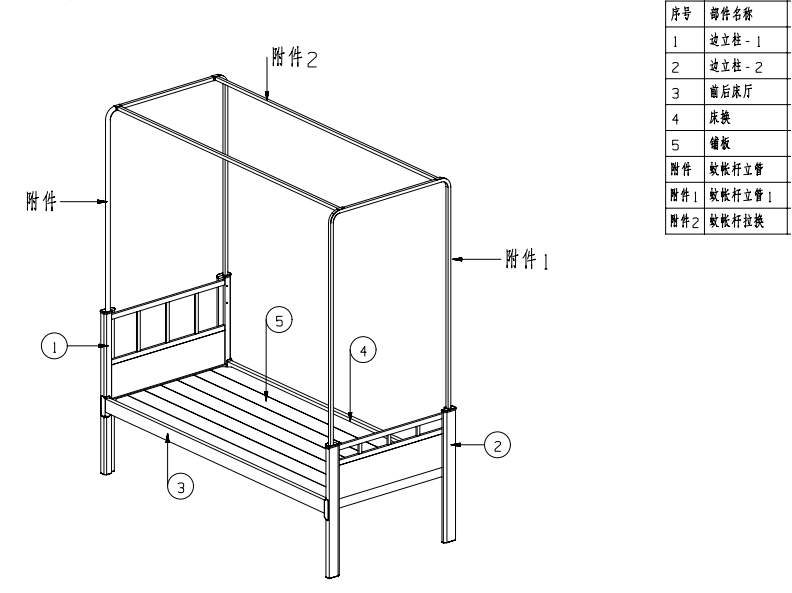 序号 部件名称
1 边立柱-1
2 边立柱-2
3 前后床厅
4 床换
5 铺板
附件 蚊帐杆立管
附件1 蚊帐杆立管1
附件2 蚊帐杆拉换
附件2
附件
附件1
5
1
4
2
3